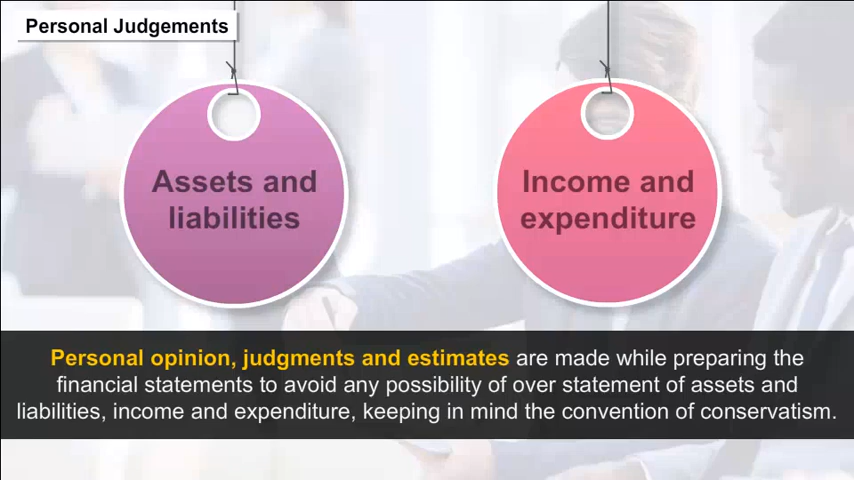 Personal Judgements
Assets and
liabilities
Income and
expenditure
Personal opinion, judgments and estimates are made while preparing the
financial statements to avoid any possibility of over statement of assets and
liabilities, income and expenditure, keeping in mind the convention of conservatism.